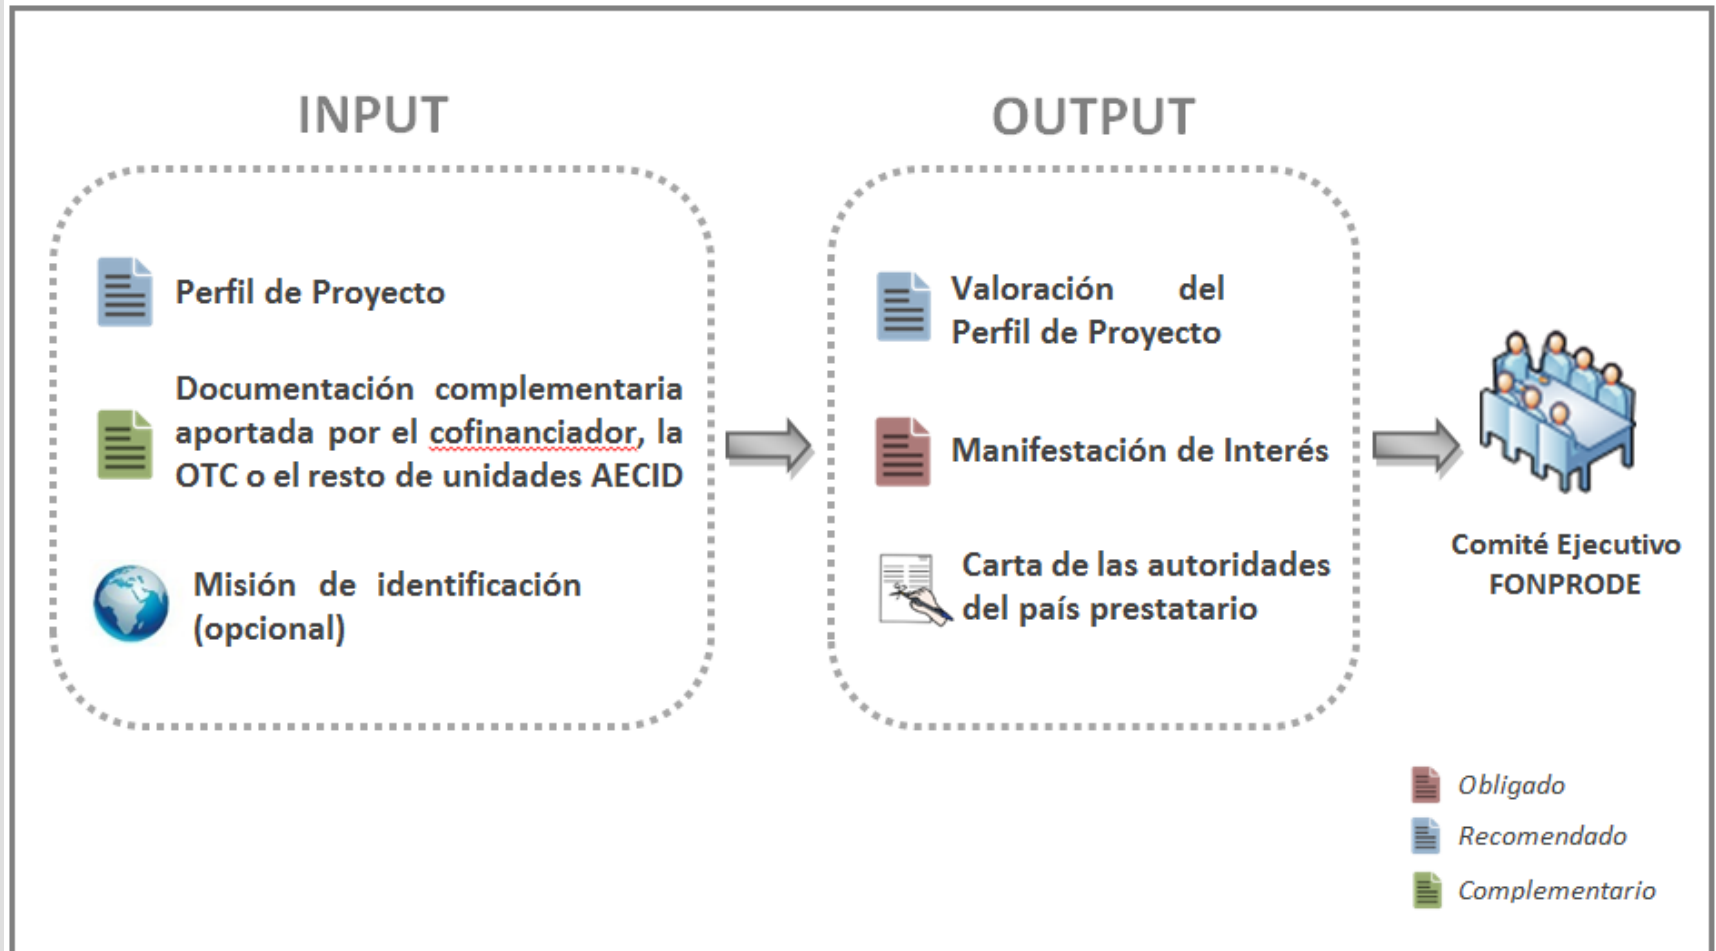 INPUT
OUTPUT
Perfil de Proyecto
Documentación complementaria
aportada por el cofinanciador, la
OTC o el resto de unidades AECID
Misión de identificación
(opcional)
Valoración del
Perfil de Proyecto
Manifestación de Interés
Carta de las autoridades
del país prestatario
Comité Ejecutivo
FONPRODE
Obligado
Recomendado
Complementario